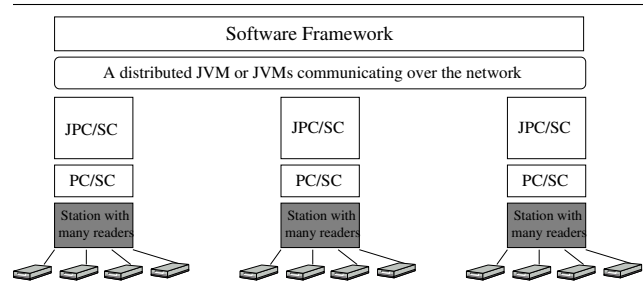 Software Framework
A distributed JVM or JVMs communicating over the network
JPC/SC JPC/SC JPC/SC
PC/SC PC/SC PC/SC
Station with Station with Station with
many readers many readers many readers